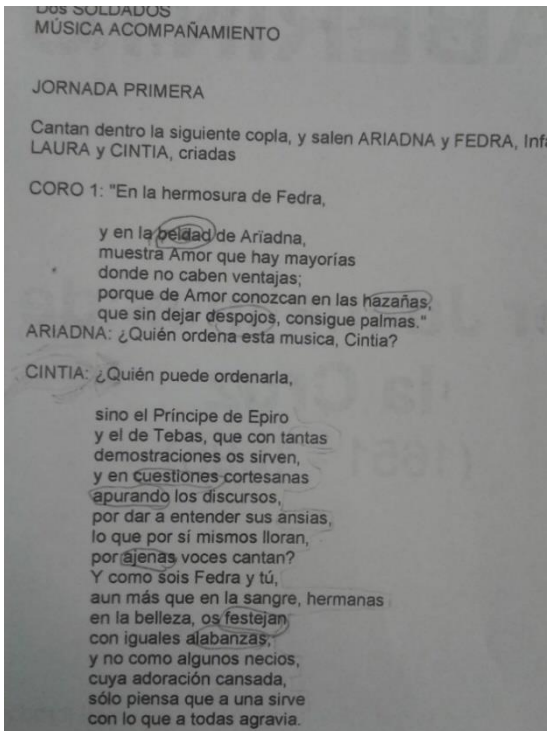 Dos SOLDADOS
MÚSICA ACOMPAÑAMIENTO
JORNADA PRIMERA
Cantan dentro la siguiente copla, y salen ARIADNA y FEDRA, Infa
LAURA y CINTIA, criadas
CORO 1: "En la hermosura de Fedra,
y en la beldad de Arïadna,
muestra Amor que hay mayorías
donde no caben ventajas;
porque de Amor conozcan en las hazañas,
que sin dejar despojos, consigue palmas."
ARIADNA: ¿Quién ordena esta musica, Cintia?
CINTIA: ¿Quién puede ordenarla,
sino el Príncipe de Epiro
y el de Tebas, que con tantas
demostraciones os sirven,
y en cuestiones cortesanas
apurando los discursos,
por dar a entender sus ansias,
lo que por sí mismos lloran,
por ajenas voces cantan?
Y como sois Fedra y tú,
aun más que en la sangre, hermanas
en la belleza, os festejan
con iguales alabanzas,
y no como algunos necios,
cuya adoración cansada,
sólo piensa que a una sirve
con lo que a todas agravia.